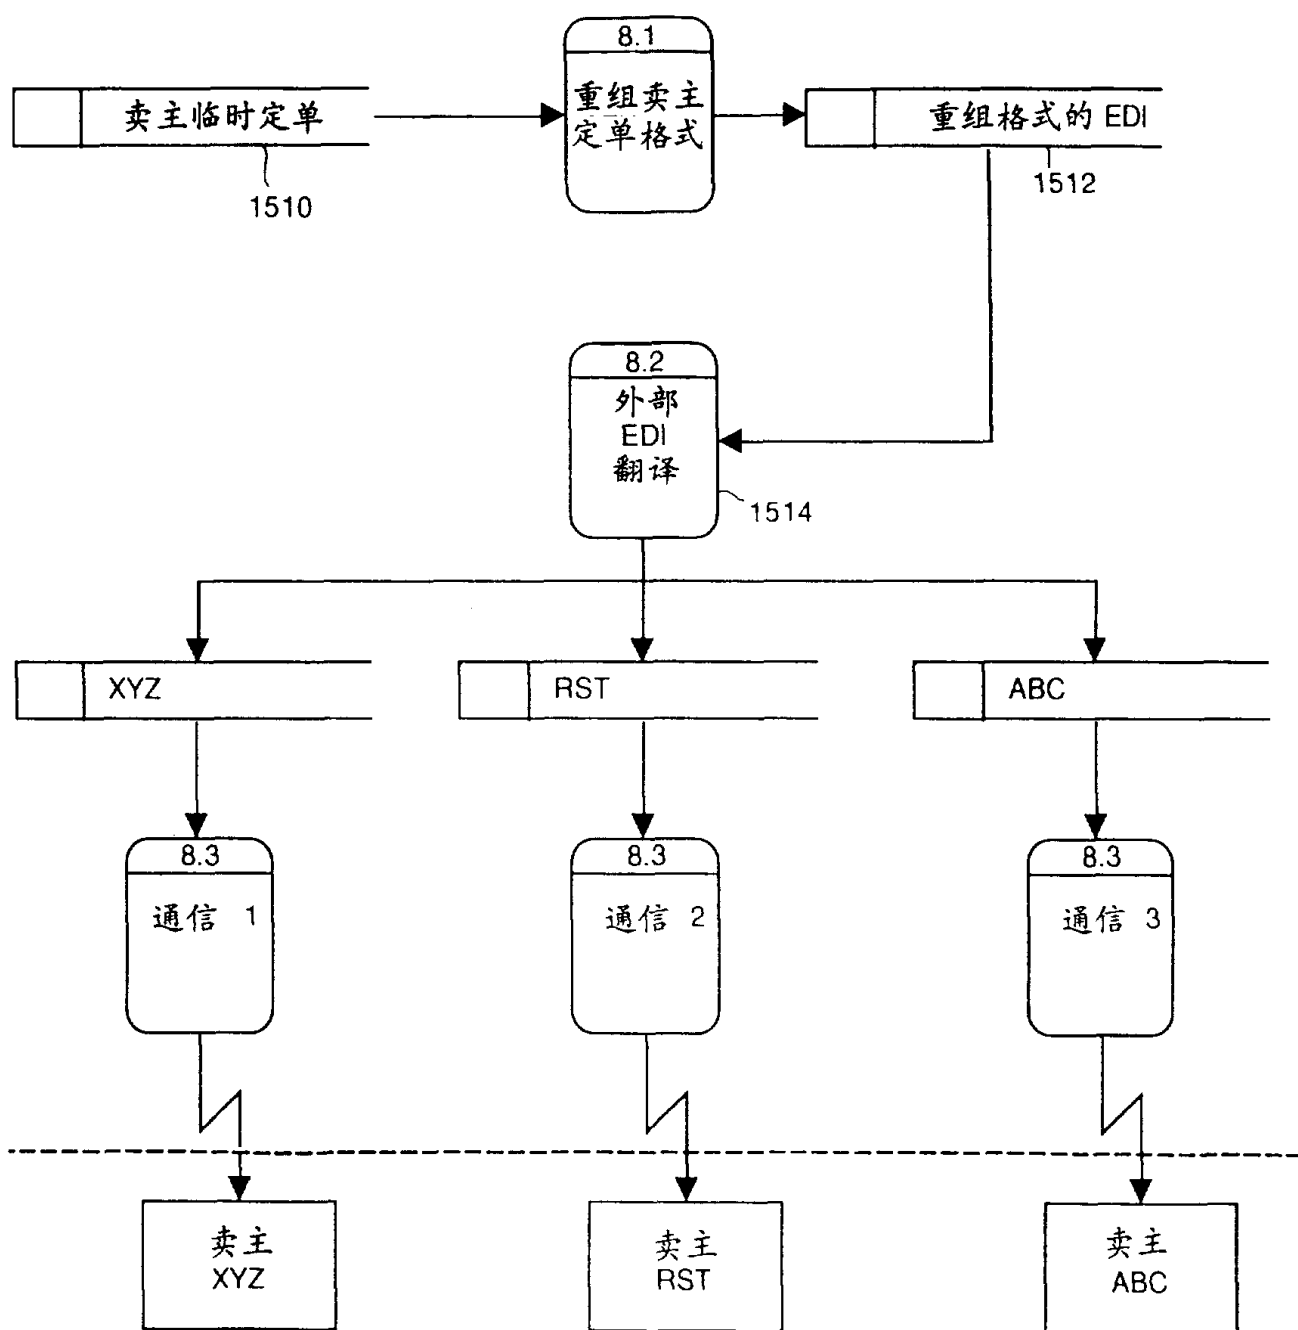 8.1
卖主临时定单
重组卖主
定单格式
重组格式的 EDI
1510
1512
8.2
外部
EDI
翻译
1514
XYZ
RST
ABC
8.3
通信 1
8.3
通信 2
8.3
通信 3
卖主
XYZ
卖主
RST
卖主
ABC